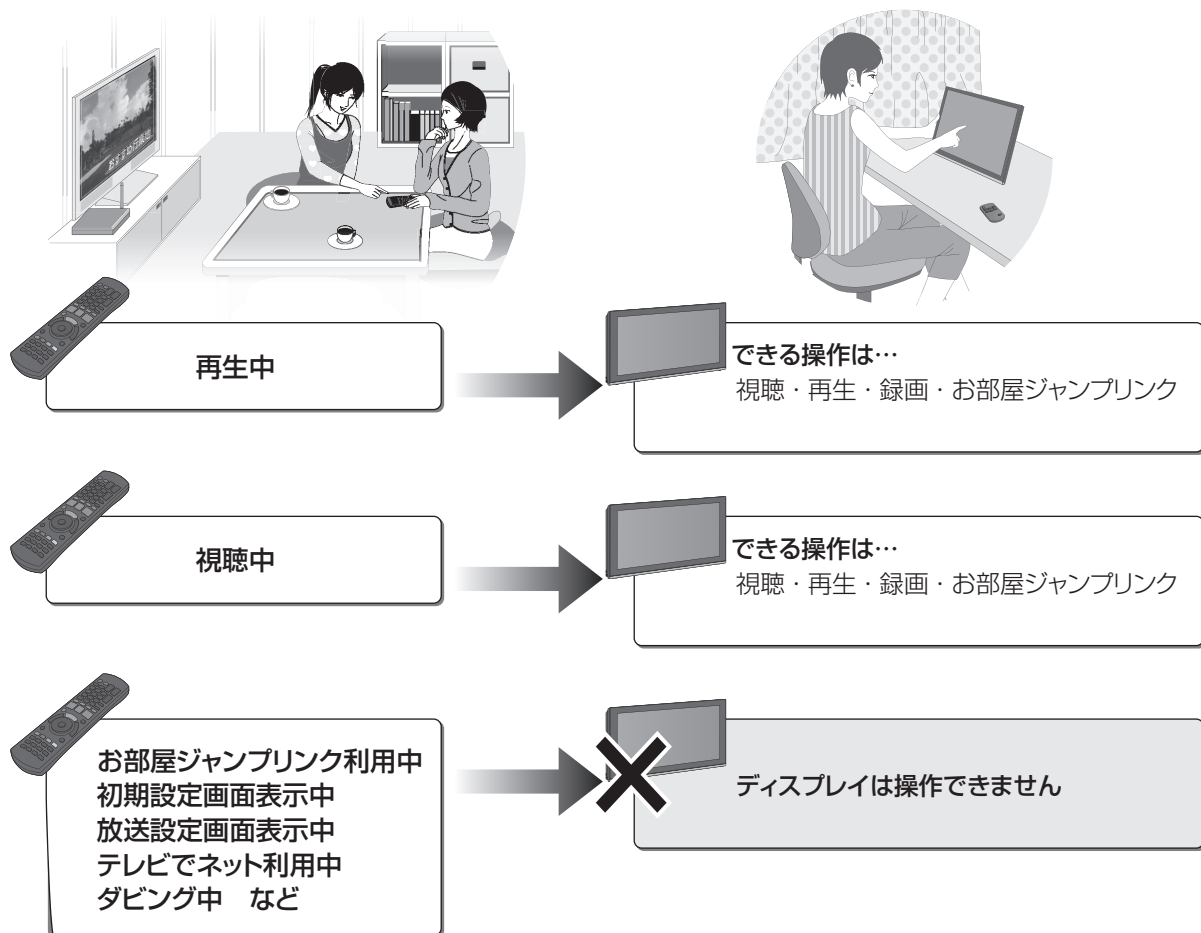 再生中
できる操作は…
視聴・再生・録画・お部屋ジャンプリンク
視聴中
できる操作は…
視聴・再生・録画・お部屋ジャンプリンク
お部屋ジャンプリンク利用中
初期設定画面表示中
放送設定画面表示中
テレビでネット利用中
ダビング中　など
ディスプレイは操作できません